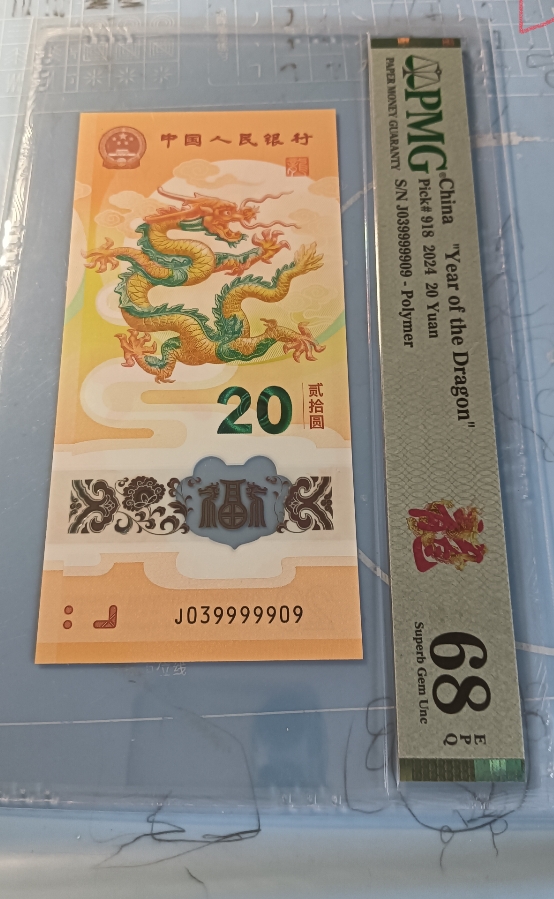 中国人民银行
20
贰拾圆
福
J039999909
PMG
PAPER MONEY GUARANTY
China "Year of the Dragon"
Pick# 918 2024 20 Yuan
S/N J039999909 - Polymer
68
EPQ
Superb Gem Unc